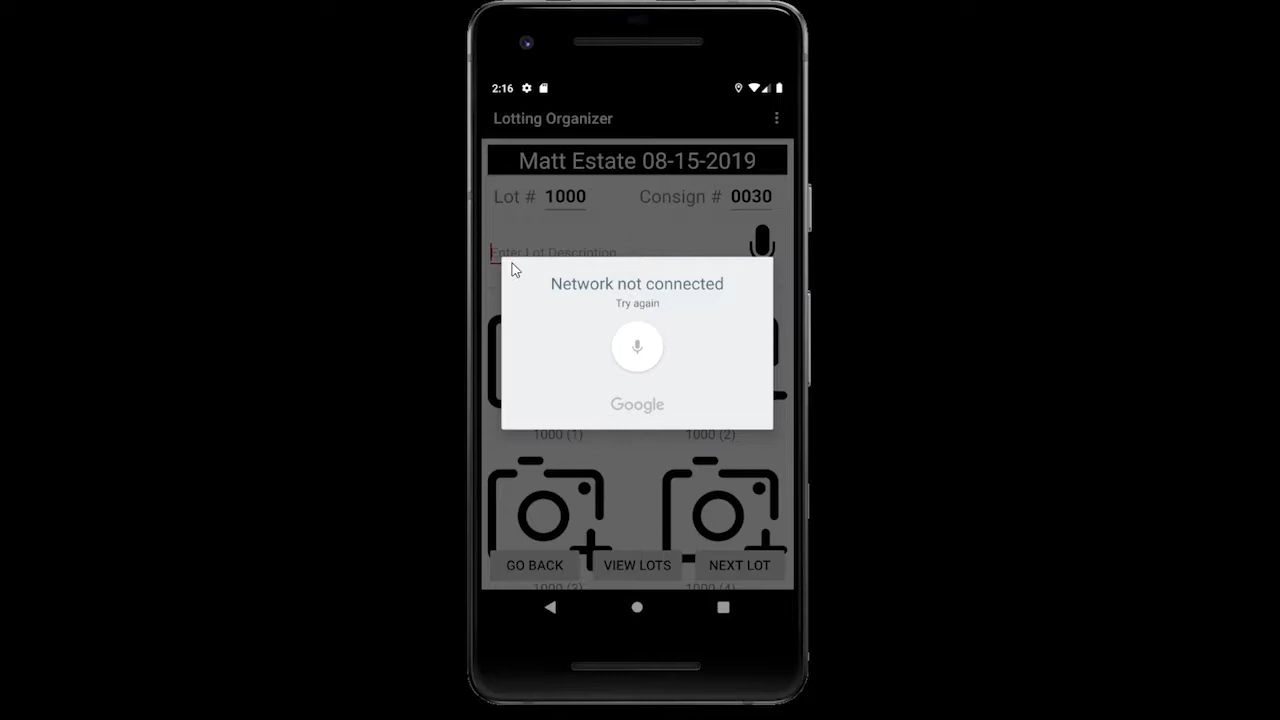 2:16
Lotting Organizer
Matt Estate 08-15-2019
Lot # 1000 Consign # 0030
Enter Lot Description
Network not connected
Try again
Google
1000 (1) 1000 (2)
GO BACK VIEW LOTS NEXT LOT
1000 (3) 1000 (4)